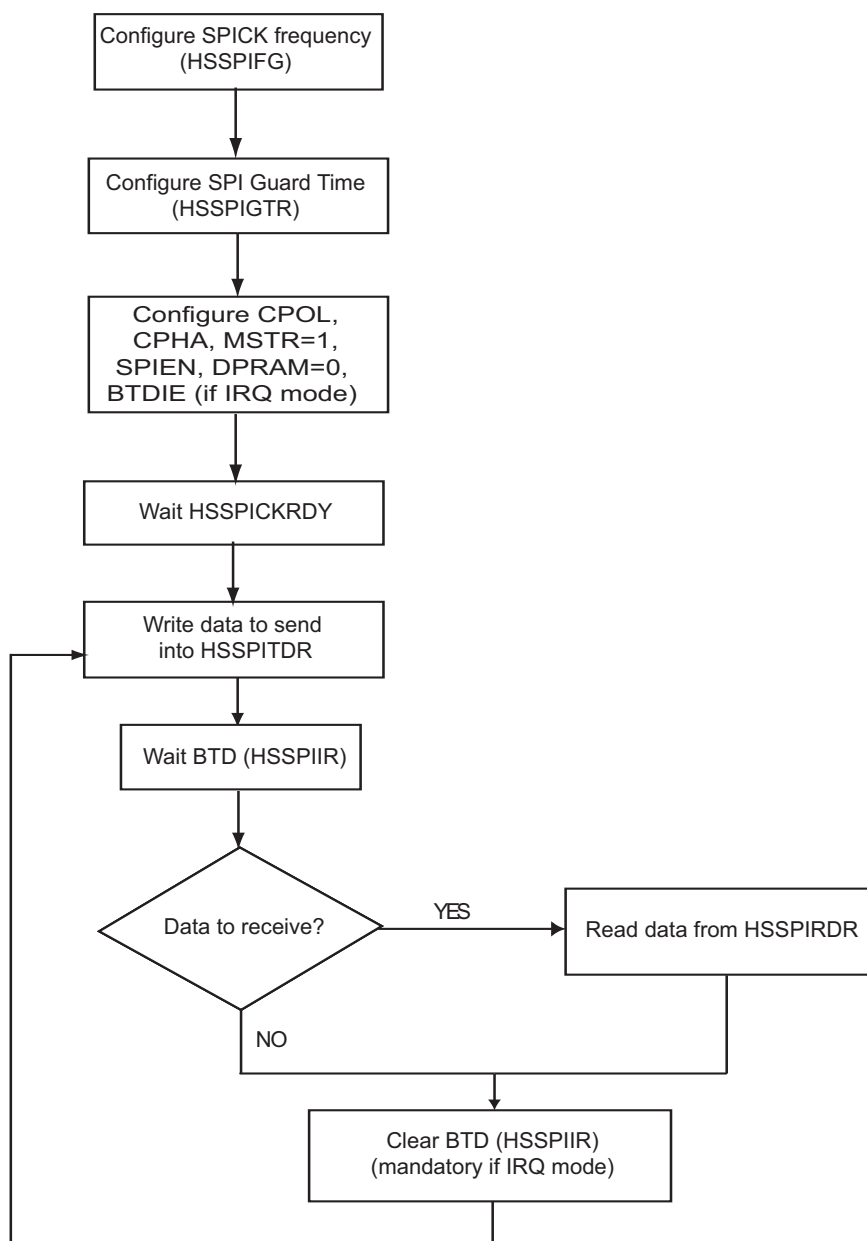 Configure SPICK frequency
(HSSPIFG)
Configure SPI Guard Time
(HSSPIGTR)
Configure CPOL,
CPHA, MSTR=1,
SPIEN, DPRAM=0,
BTDIE (if IRQ mode)
Wait HSSPICKRDY
Write data to send
into HSSPITDR
Wait BTD (HSSPIIR)
Data to receive?
YES
Read data from HSSPIRDR
NO
Clear BTD (HSSPIIR)
(mandatory if IRQ mode)